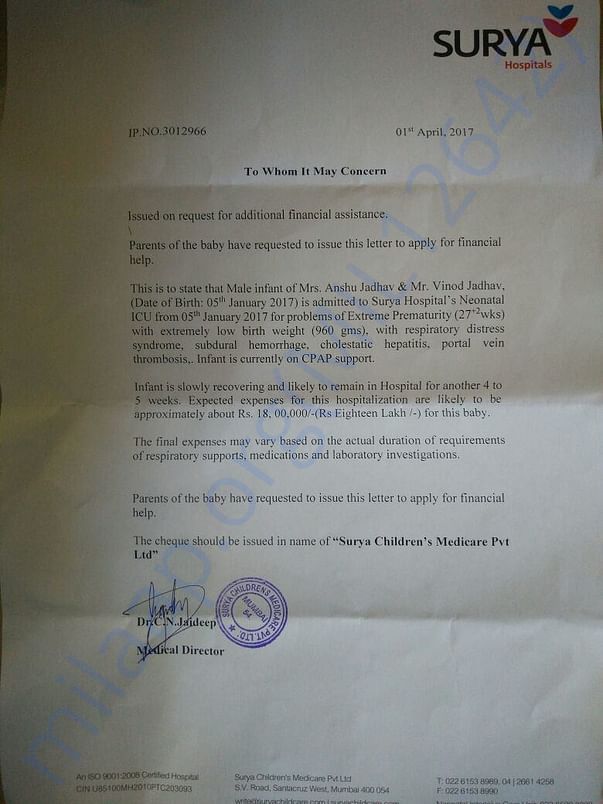 SURYA
Hospitals
IP.NO.3012966
01st April, 2017
To Whom It May Concern
Issued on request for additional financial assistance.
\
Parents of the baby have requested to issue this letter to apply for financial
help.
This is to state that Male infant of Mrs. Anshu Jadhav & Mr. Vinod Jadhav,
(Date of Birth: 05th January 2017) is admitted to Surya Hospital's Neonatal
ICU from 05th January 2017 for problems of Extreme Prematurity (27+2wks)
with extremely low birth weight (960 gms), with respiratory distress
syndrome, subdural hemorrhage, cholestatic hepatitis, portal vein
thrombosis,. Infant is currently on CPAP support.
Infant is slowly recovering and likely to remain in Hospital for another 4 to
5 weeks. Expected expenses for this hospitalization are likely to be
approximately about Rs. 18, 00,000/-(Rs Eighteen Lakh /-) for this baby.
The final expenses may vary based on the actual duration of requirements
of respiratory supports, medications and laboratory investigations.
Parents of the baby have requested to issue this letter to apply for financial
help.
The cheque should be issued in name of “Surya Children's Medicare Pvt
Ltd”
SURYA CHILDRENS MEDICARE PVT. LTD.
MUMBAI
54
Dr.C.N.Jaideep
Medical Director
An ISO 9001:2008 Certified Hospital
CIN U85100MH2010PTC203093
Surya Children's Medicare Pvt Ltd
S.V. Road, Santacruz West, Mumbai 400 054
T: 022 6153 8989, 04 | 2661 4258
F: 022 6153 8990
milaap.org